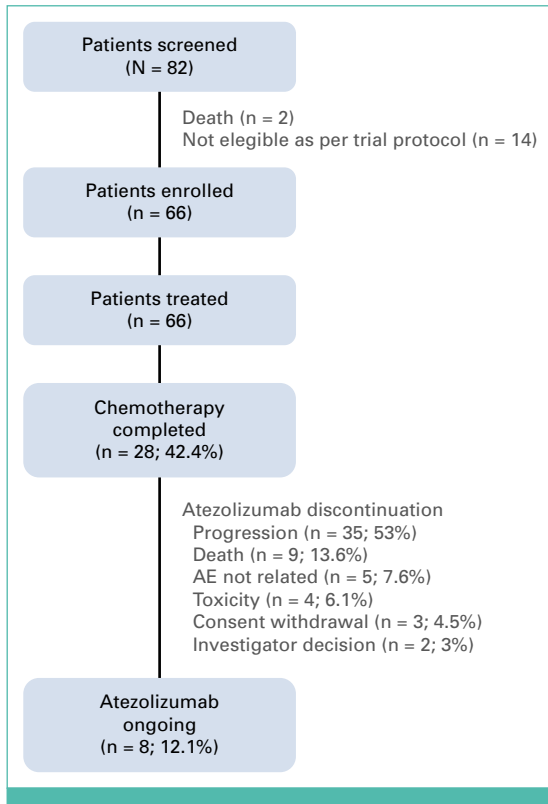 Patients screened
(N = 82)
Death (n = 2)
Not elegible as per trial protocol (n = 14)
Patients enrolled
(n = 66)
Patients treated
(n = 66)
Chemotherapy
completed
(n = 28; 42.4%)
Atezolizumab discontinuation
Progression (n = 35; 53%)
Death (n = 9; 13.6%)
AE not related (n = 5; 7.6%)
Toxicity (n = 4; 6.1%)
Consent withdrawal (n = 3; 4.5%)
Investigator decision (n = 2; 3%)
Atezolizumab
ongoing
(n = 8; 12.1%)